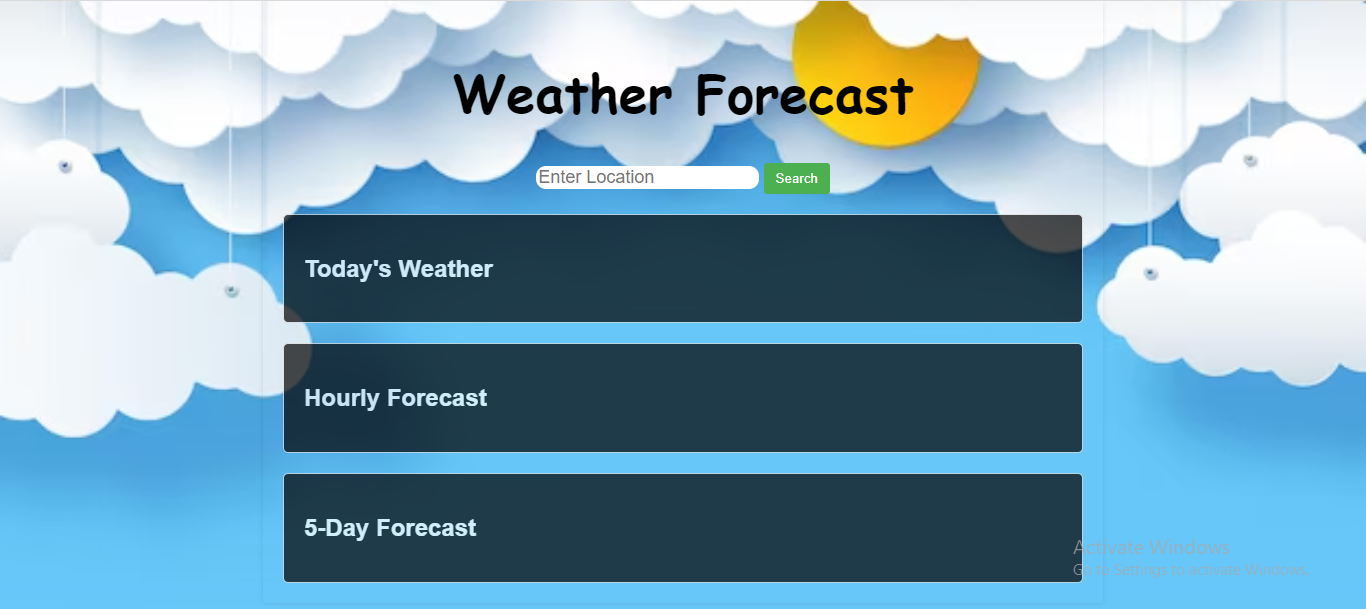 Weather Forecast
Enter Location
Search
Today's Weather
Hourly Forecast
5-Day Forecast
Activate Windows
Go to Settings to activate Windows.